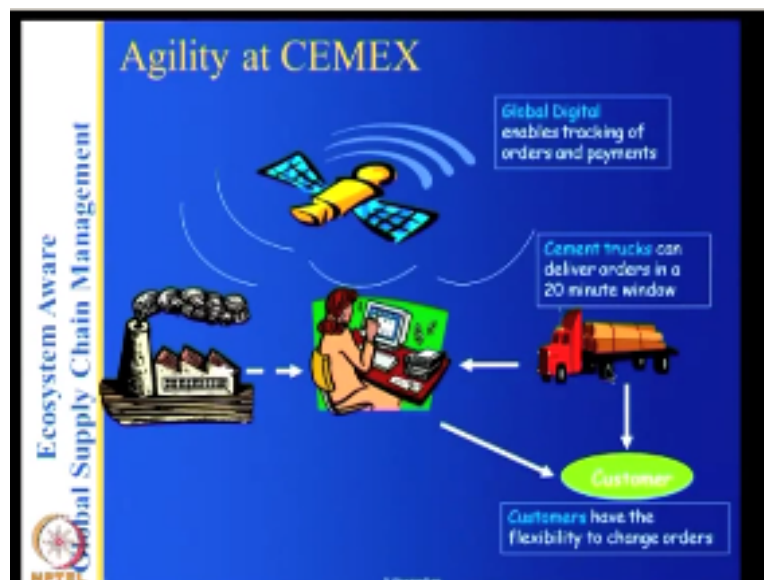 Agility at CEMEX
Global Digital
enables tracking of
orders and payments
Cement trucks can
deliver orders in a
20 minute window
Customer
Customers have the
flexibility to change orders
Ecosystem Aware
Global Supply Chain Management
NPTEL